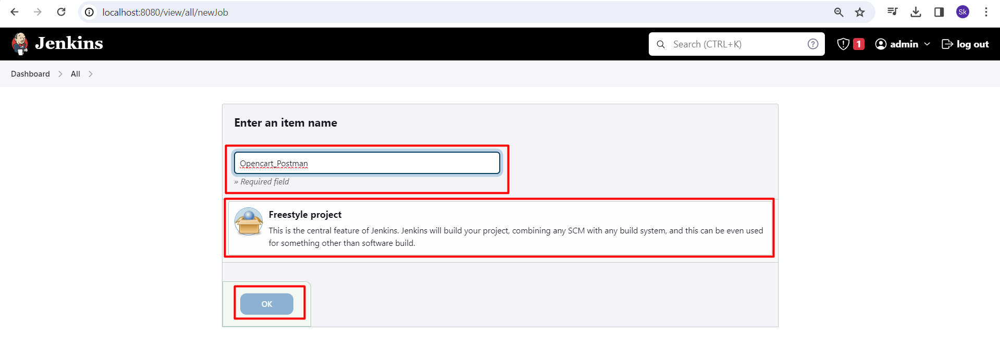 localhost:8080/view/all/newJob
Sk
Jenkins
Search (CTRL+K)
?
1
admin
log out
Dashboard
All
Enter an item name
Opencart_Postman
» Required field
Freestyle project
This is the central feature of Jenkins. Jenkins will build your project, combining any SCM with any build system, and this can be even used
for something other than software build.
OK